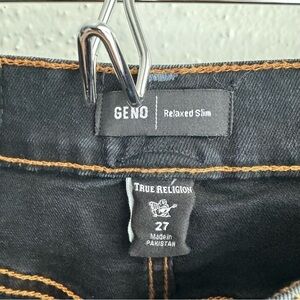 GENO | Relaxed Slim
TRUE RELIGION
27
Made in
PAKISTAN